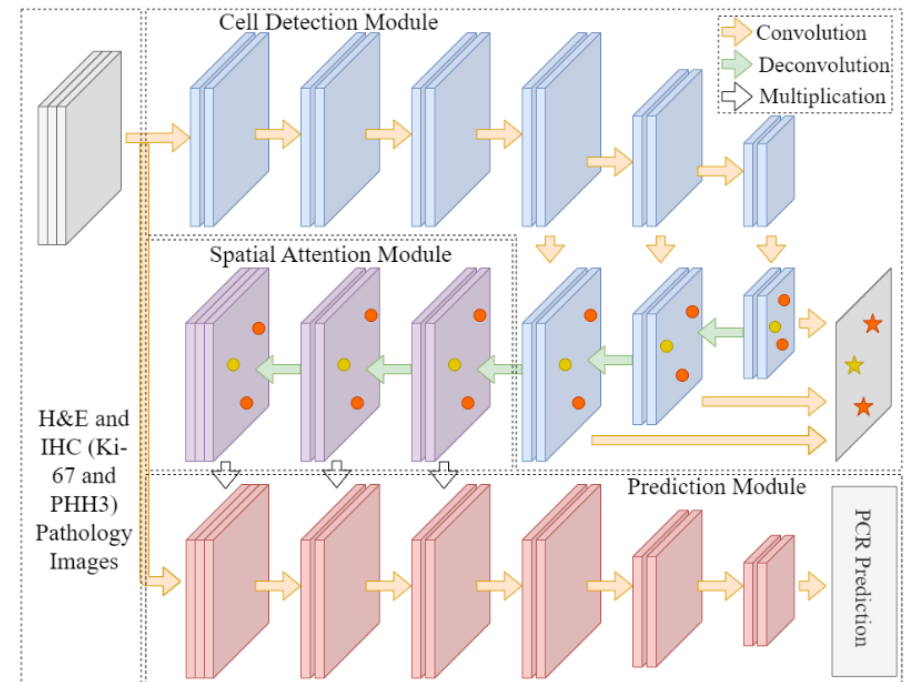 Cell Detection Module
Convolution
Deconvolution
Multiplication
Spatial Attention Module
H&E and
IHC (Ki-
67 and
PHH3)
Pathology
Images
Prediction Module
PCR Prediction